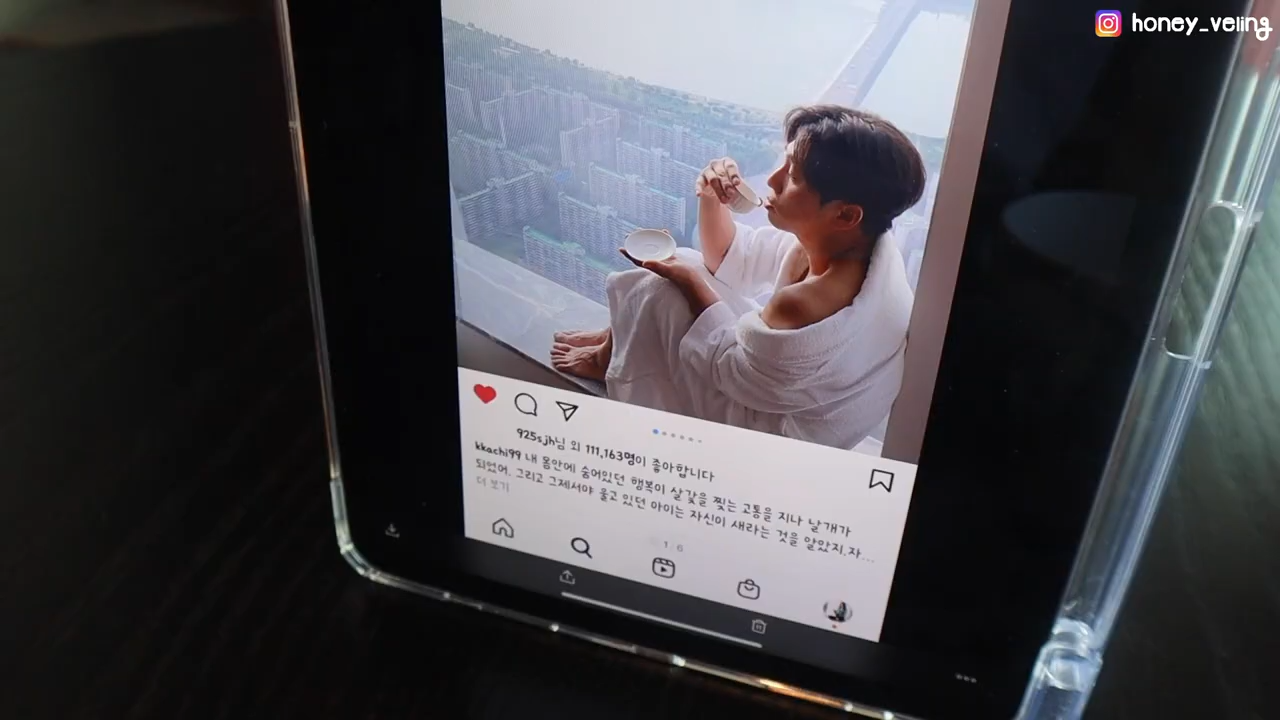 honey_veling
925sjh님 외 111,163명이 좋아합니다
kkachi99 내 몸안에 숨어있던 행복이 살갗을 찢는 고통을 지나 날개가
되었어. 그리고 그제서야 울고 있던 아이는 자신이 새라는 것을 알았지.자...
더 보기